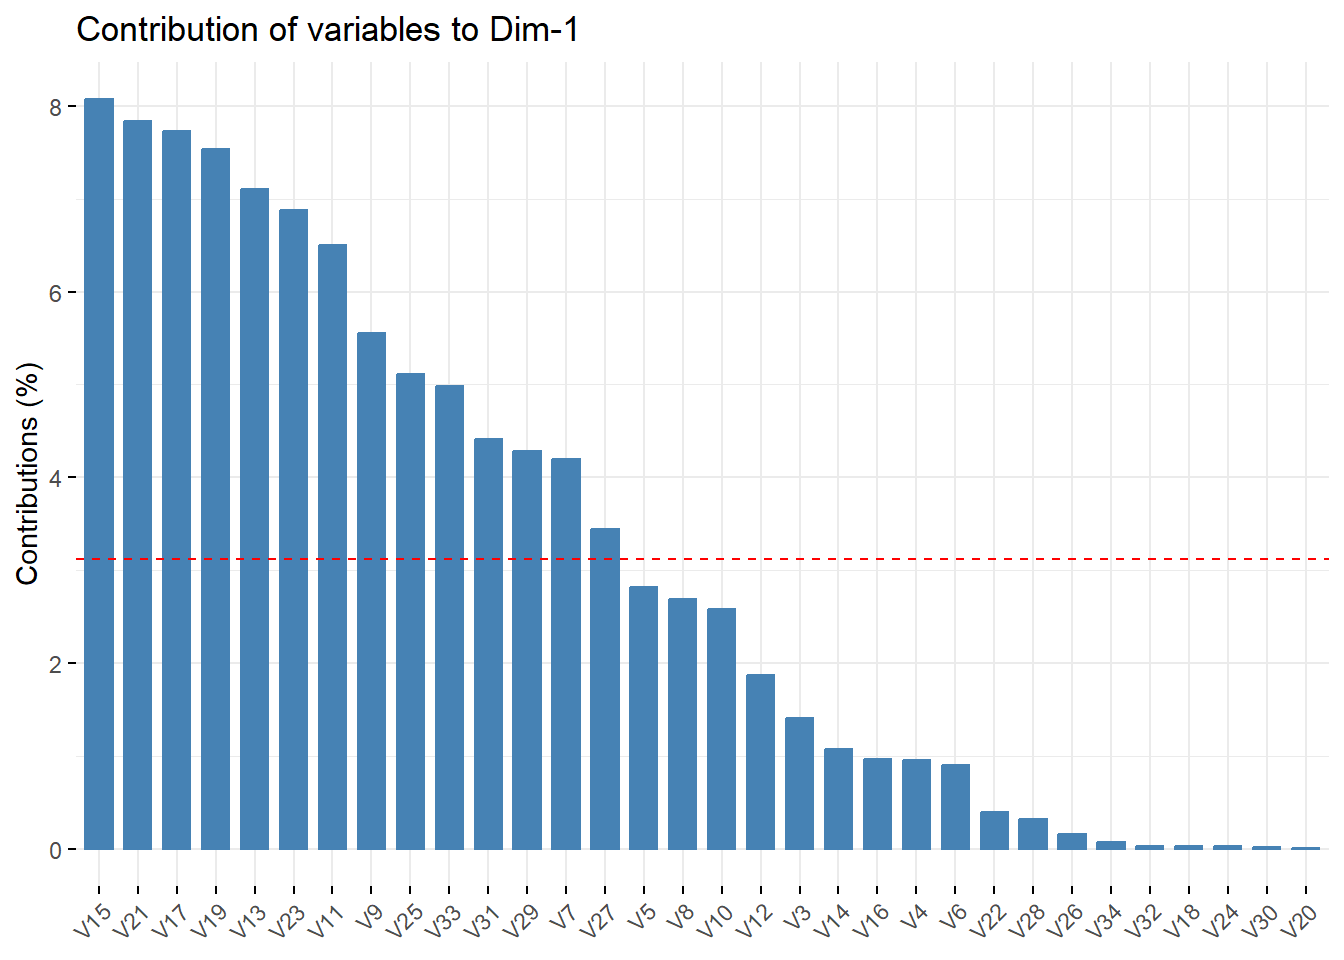 Contribution of variables to Dim-1
Contributions (%)
8
6
4
2
0
V15 V21 V17 V19 V13 V23 V11 V9 V25 V33 V31 V29 V7 V27 V5 V8 V10 V12 V3 V14 V16 V4 V6 V22 V28 V26 V34 V32 V18 V24 V30 V20